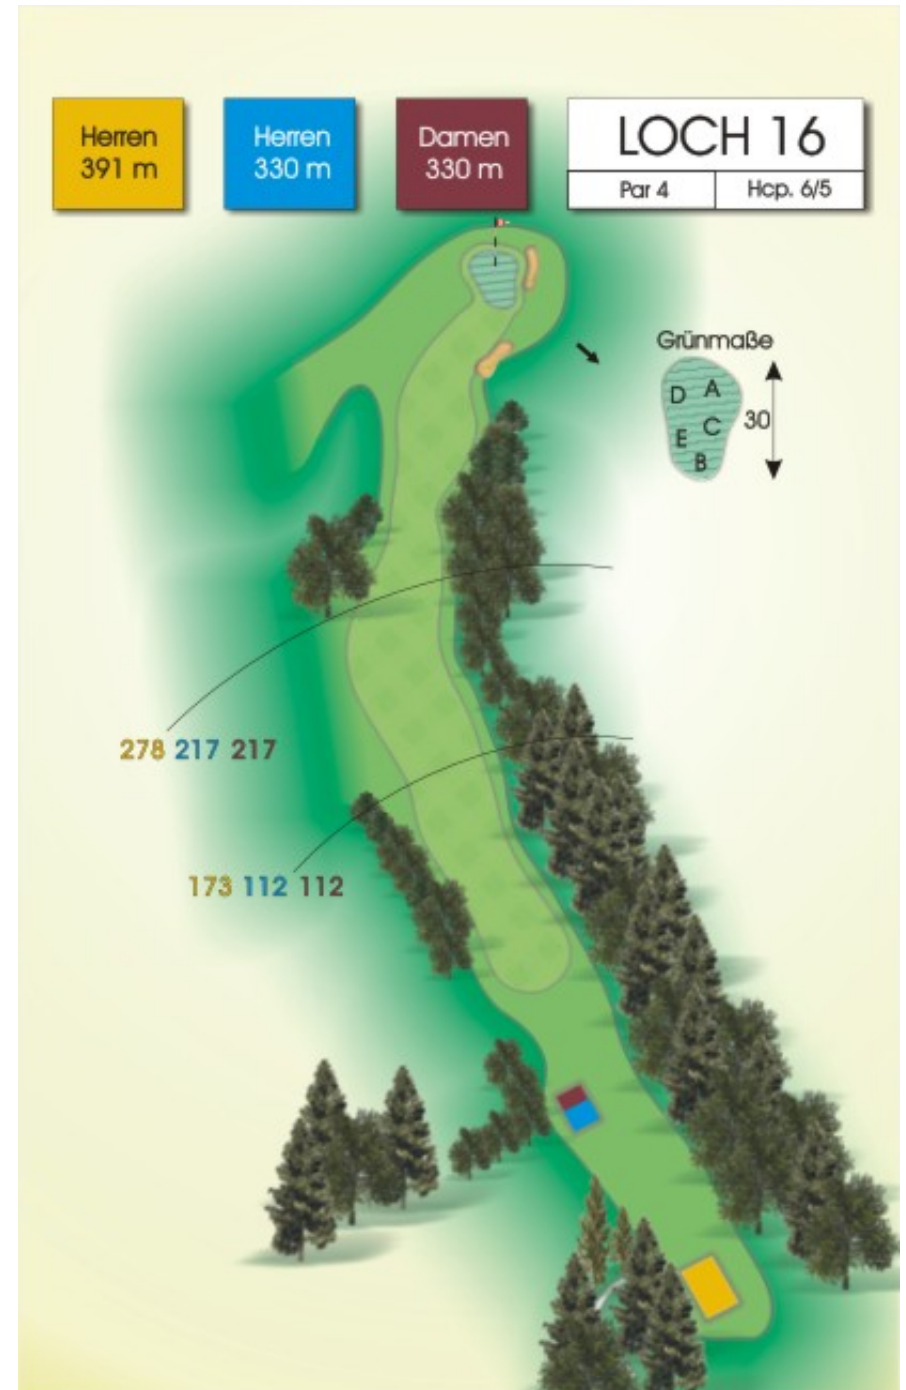 Herren
391 m
Herren
330 m
Damen
330 m
LOCH 16
Par 4
Hcp. 6/5
Grünmaße
D A
C
E
B
30
278 217 217
173 112 112